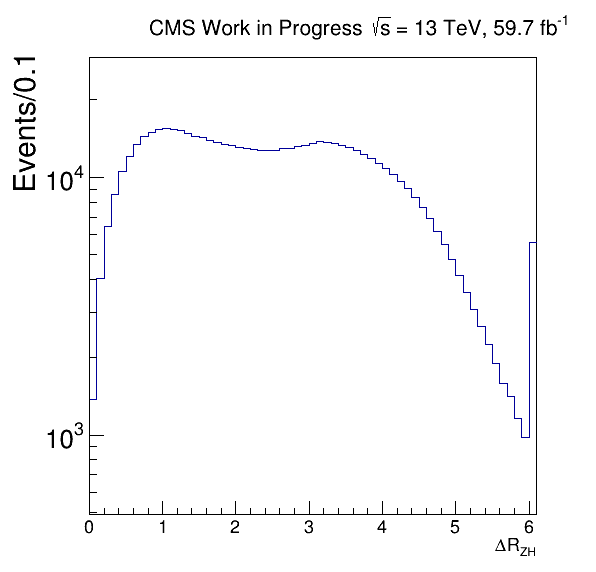 CMS Work in Progress √s = 13 TeV, 59.7 fb⁻¹
Events/0.1
10⁴
10³
0 1 2 3 4 5 6
ΔR_ZH